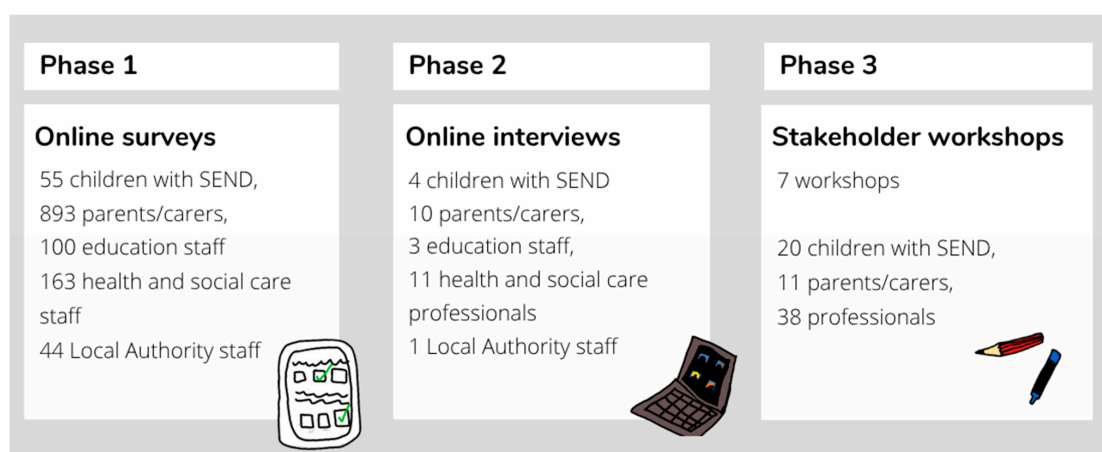 Phase 1
Online surveys
55 children with SEND,
893 parents/carers,
100 education staff
163 health and social care
staff
44 Local Authority staff
Phase 2
Online interviews
4 children with SEND
10 parents/carers,
3 education staff,
11 health and social care
professionals
1 Local Authority staff
Phase 3
Stakeholder workshops
7 workshops
20 children with SEND,
11 parents/carers,
38 professionals